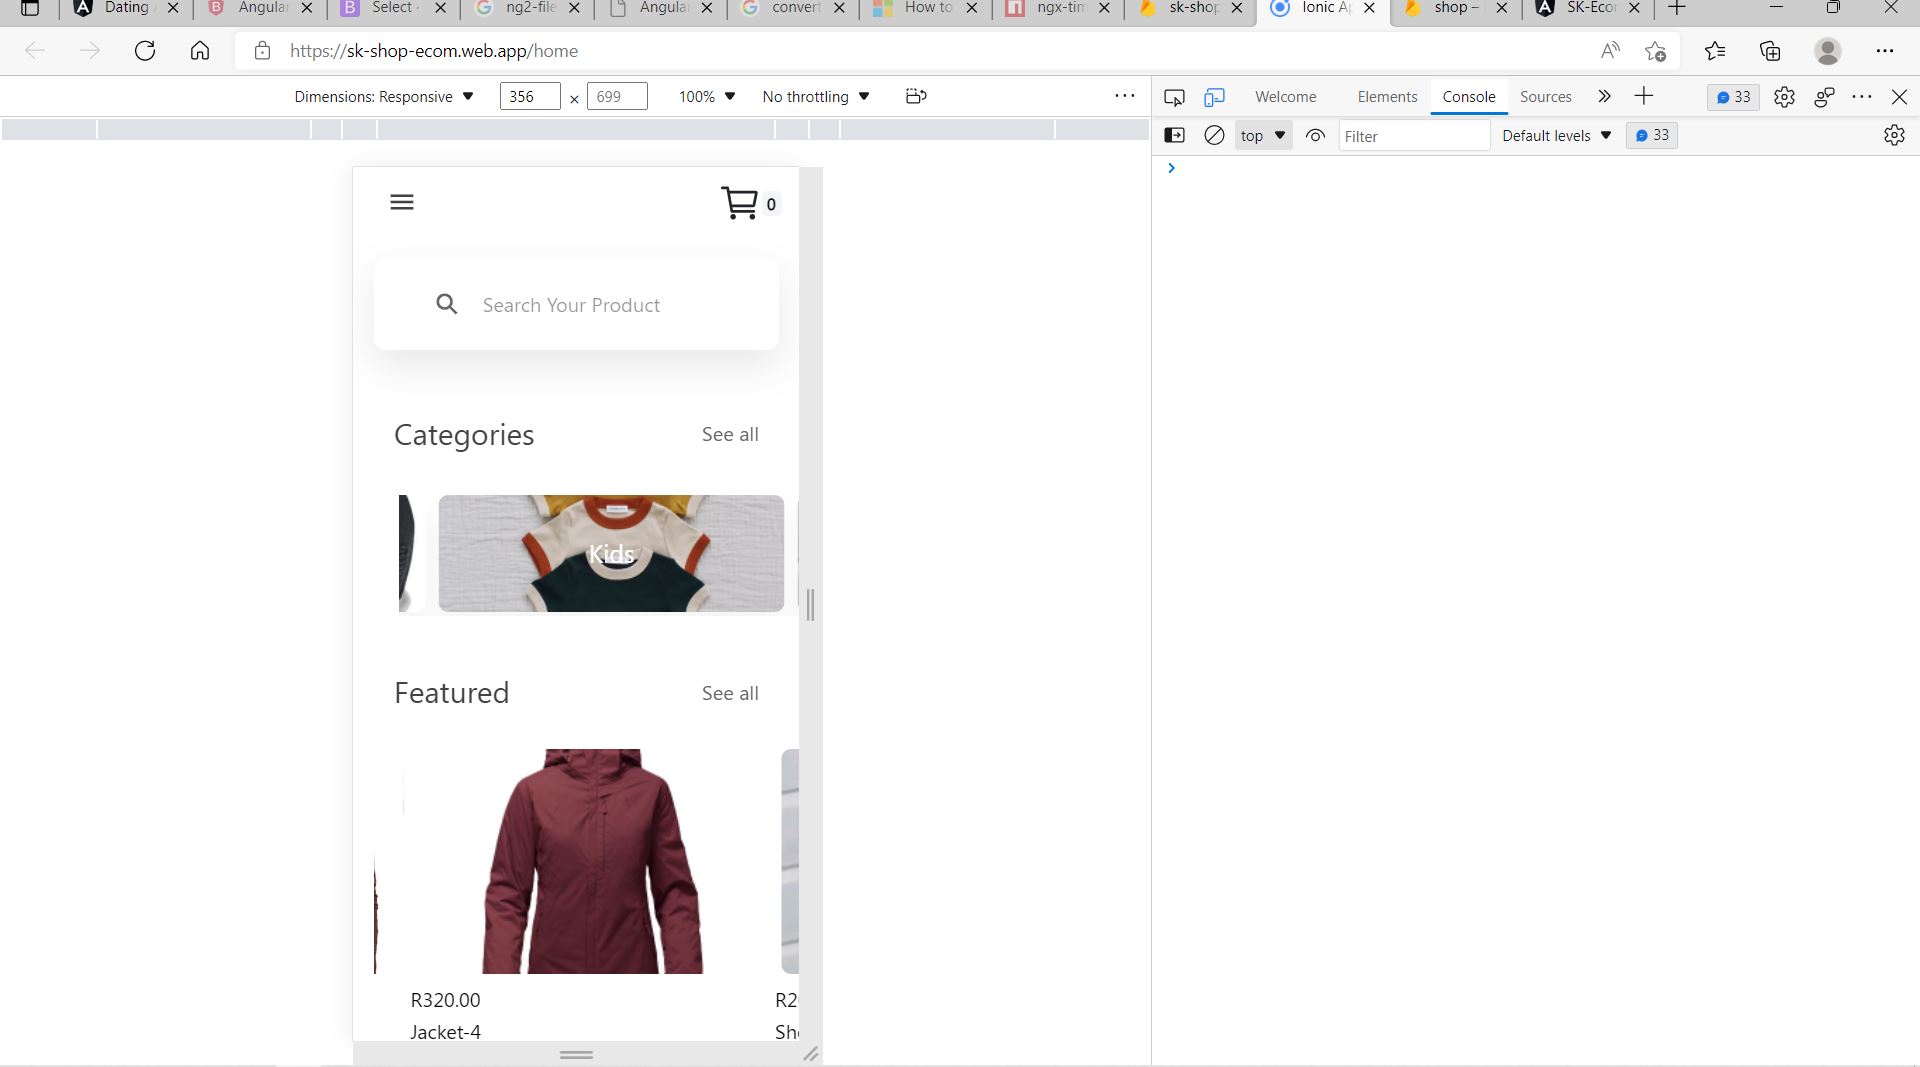 Dating
Angular
Select
ng2-file
Angular
convert
How to
ngx-tim
sk-shop
Ionic Ap
shop –
SK-Ecom
https://sk-shop-ecom.web.app/home
Dimensions: Responsive 356 × 699 100% No throttling
Welcome Elements Console Sources 33
top Filter Default levels 33
0
Search Your Product
Categories See all
Kids
Featured See all
R320.00 R2
Jacket-4 Sh